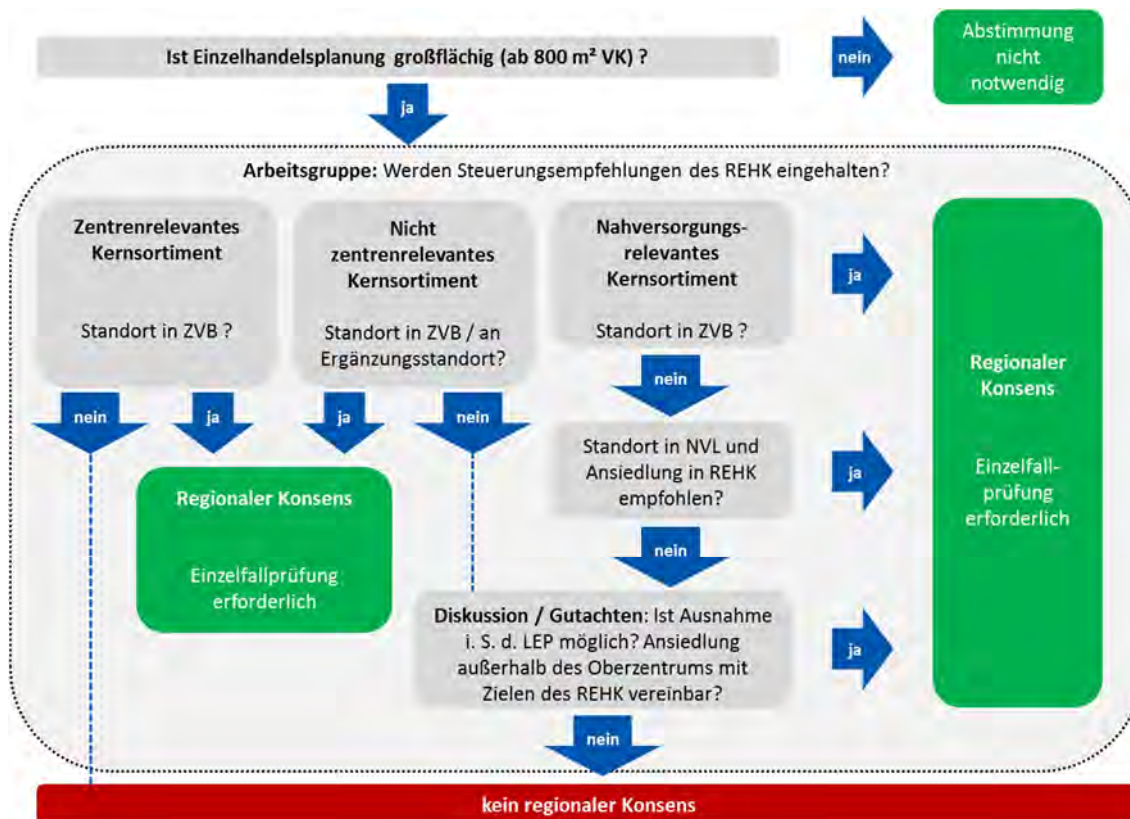 Ist Einzelhandelsplanung großflächig (ab 800 m² VK) ?
nein
Abstimmung
nicht
notwendig
ja
Arbeitsgruppe: Werden Steuerungsempfehlungen des REHK eingehalten?
Zentrenrelevantes
Kernsortiment
Standort in ZVB ?
Nicht
zentrenrelevantes
Kernsortiment
Standort in ZVB / an
Ergänzungsstandort?
Nahversorgungs-
relevantes
Kernsortiment
Standort in ZVB ?
ja
nein
ja
ja
nein
nein
Regionaler
Konsens
Einzelfall-
prüfung
erforderlich
Regionaler Konsens
Einzelfallprüfung
erforderlich
Standort in NVL und
Ansiedlung in REHK
empfohlen?
ja
nein
Diskussion / Gutachten: Ist Ausnahme
i. S. d. LEP möglich? Ansiedlung
außerhalb des Oberzentrums mit
Zielen des REHK vereinbar?
ja
nein
kein regionaler Konsens